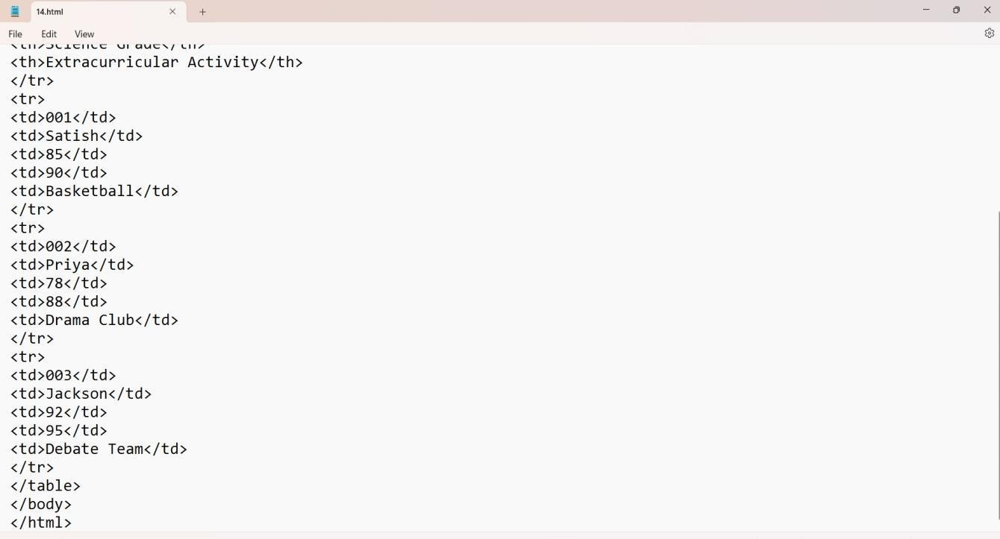 14.html
File Edit View
<th>Science Grade</th>
<th>Extracurricular Activity</th>
</tr>
<tr>
<td>001</td>
<td>Satish</td>
<td>85</td>
<td>90</td>
<td>Basketball</td>
</tr>
<tr>
<td>002</td>
<td>Priya</td>
<td>78</td>
<td>88</td>
<td>Drama Club</td>
</tr>
<tr>
<td>003</td>
<td>Jackson</td>
<td>92</td>
<td>95</td>
<td>Debate Team</td>
</tr>
</table>
</body>
</html>